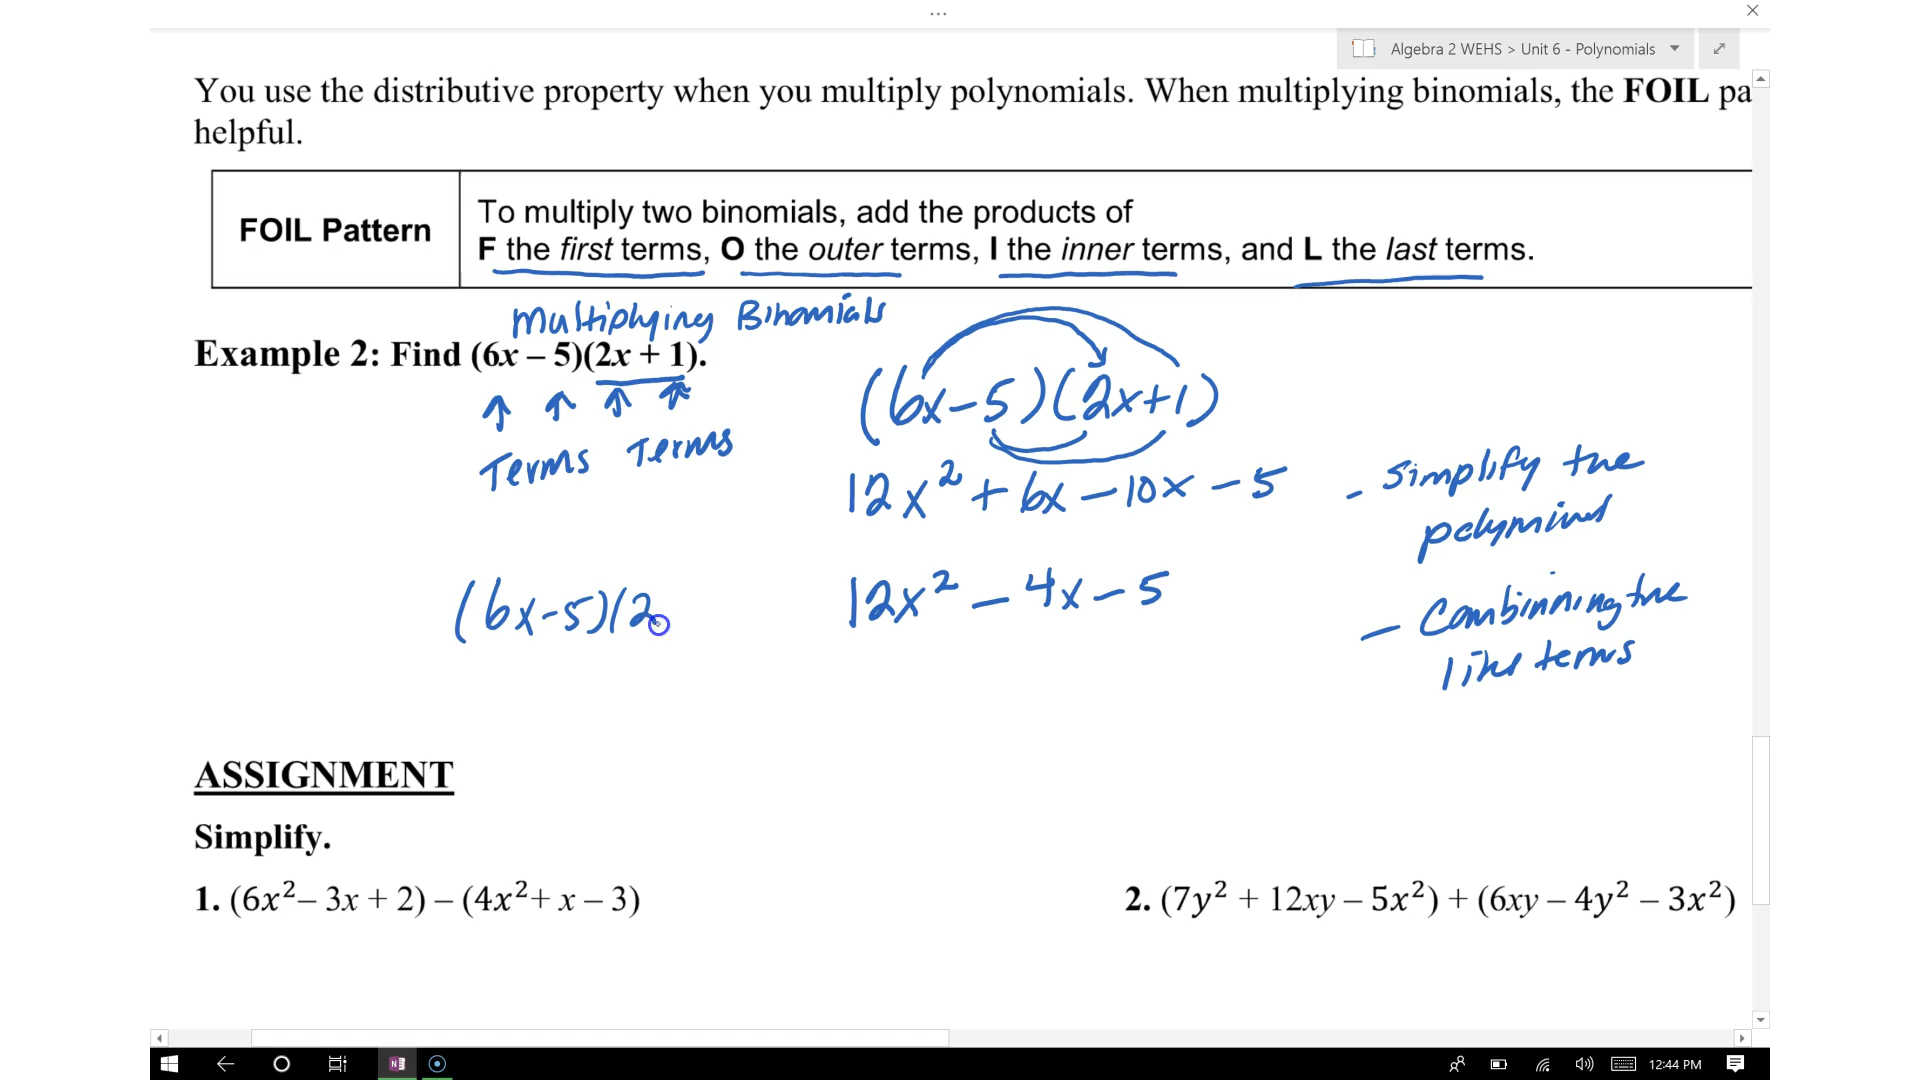 ...
Algebra 2 WEHS > Unit 6 - Polynomials
You use the distributive property when you multiply polynomials. When multiplying binomials, the FOIL pa
helpful.
FOIL Pattern
To multiply two binomials, add the products of
F the first terms, O the outer terms, I the inner terms, and L the last terms.
Multiplying Binomials
Example 2: Find (6x – 5)(2x + 1).
Terms Terms
(6x-5)(2x+1)
12x² + 6x - 10x - 5
- Simplify the
12x² - 4x - 5
- Combinning the
like terms
(6x-5)(2
ASSIGNMENT
Simplify.
1. (6x² – 3x + 2) – (4x² + x – 3)
2. (7y² + 12xy – 5x²) + (6xy – 4y² – 3x²)
12:44 PM